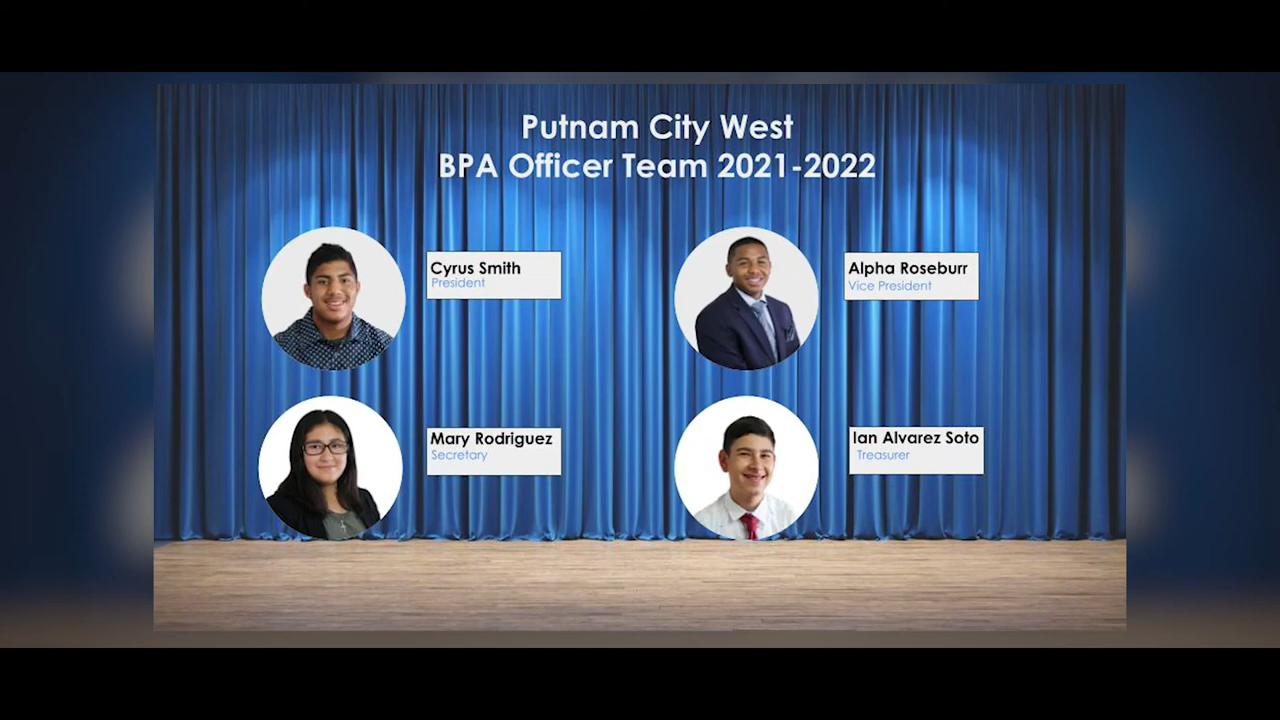 Putnam City West
BPA Officer Team 2021-2022
Cyrus Smith
President
Alpha Roseburr
Vice President
Mary Rodriguez
Secretary
Ian Alvarez Soto
Treasurer